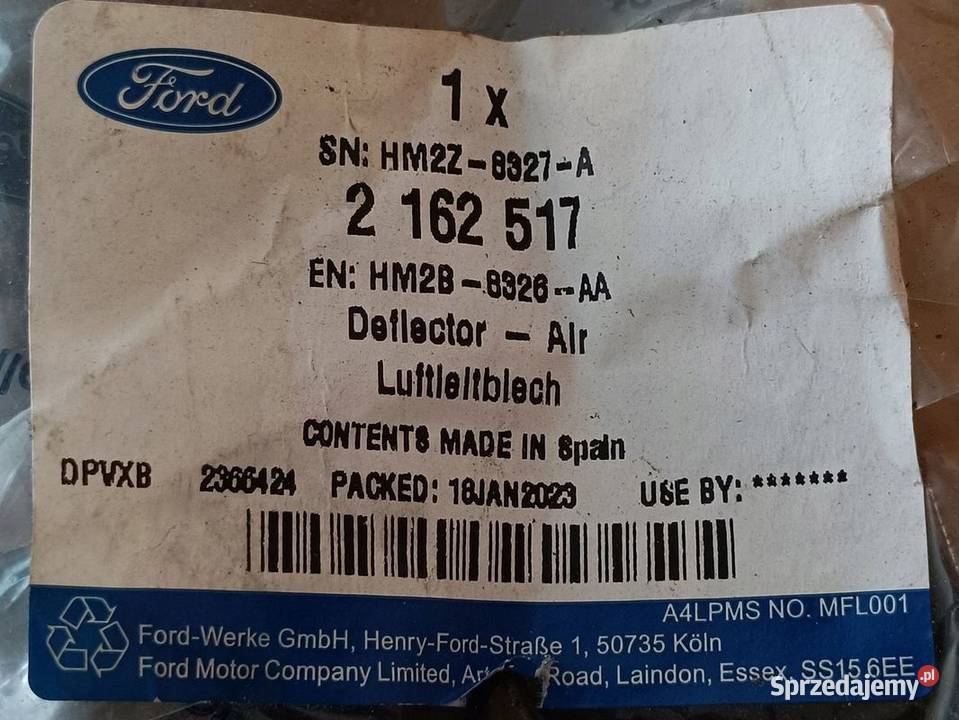 Ford
1 x
SN: HM2Z-8327-A
2 162 517
EN: HM2B-8326-AA
Deflector - Air
Luftleitblech
CONTENTS MADE IN Spain
DPVXB 2366424 PACKED: 18JAN2023 USE BY: *******
A4LPMS NO. MFL001
Ford-Werke GmbH, Henry-Ford-Straße 1, 50735 Köln
Ford Motor Company Limited, Road, Laindon, Essex, SS15 6EE
Sprzedajemy.pl